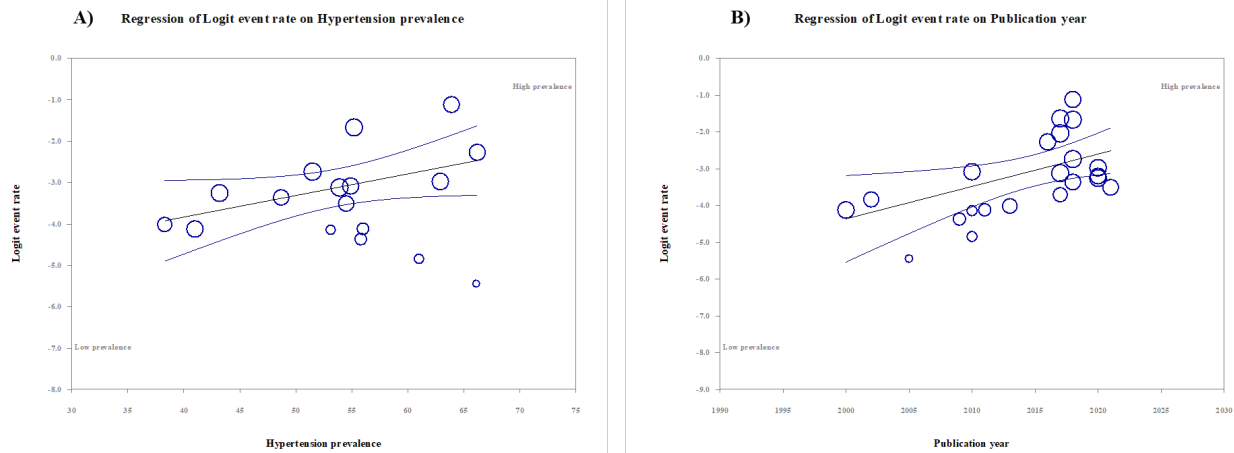 A) Regression of Logit event rate on Hypertension prevalence
0.0
High prevalence
-1.0
-2.0
-3.0
-4.0
-5.0
-6.0
Low prevalence
-7.0
-8.0
Logit event rate
30 35 40 45 50 55 60 65 70 75
Hypertension prevalence
B) Regression of Logit event rate on Publication year
0.0
High prevalence
-1.0
-2.0
-3.0
-4.0
-5.0
-6.0
-7.0
Low prevalence
-8.0
-9.0
Logit event rate
1990 1995 2000 2005 2010 2015 2020 2025 2030
Publication year